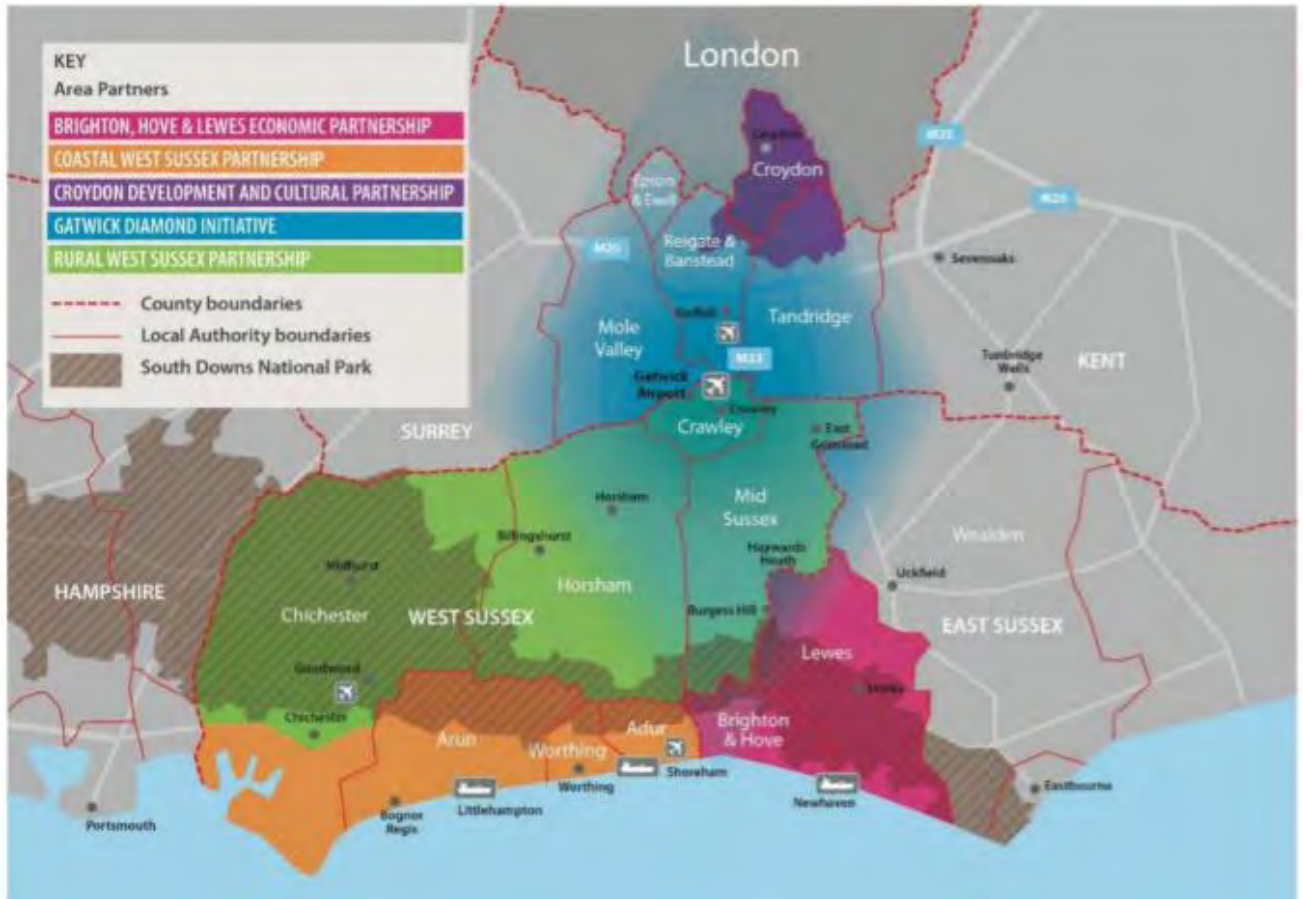 KEY
Area Partners
BRIGHTON, HOVE & LEWES ECONOMIC PARTNERSHIP
COASTAL WEST SUSSEX PARTNERSHIP
CROYDON DEVELOPMENT AND CULTURAL PARTNERSHIP
GATWICK DIAMOND INITIATIVE
RURAL WEST SUSSEX PARTNERSHIP
County boundaries
Local Authority boundaries
South Downs National Park
London
Croydon
Croydon
Epsom
& Ewell
M25
M25
Reigate &
Banstead
Sevenoaks
Redhill
Tandridge
Mole
Valley
M23
Tunbridge
Wells
KENT
Gatwick
Airport
Crawley
Crawley
SURREY
East
Grinstead
Horsham
Mid
Sussex
Billingshurst
Wealden
Haywards
Heath
Midhurst
Uckfield
HAMPSHIRE
Horsham
Chichester
WEST SUSSEX
Burgess Hill
EAST SUSSEX
Lewes
Goodwood
Lewes
Chichester
Brighton
& Hove
Adur
Arun
Worthing
Shoreham
Worthing
Eastbourne
Newhaven
Littlehampton
Bognor
Regis
Portsmouth